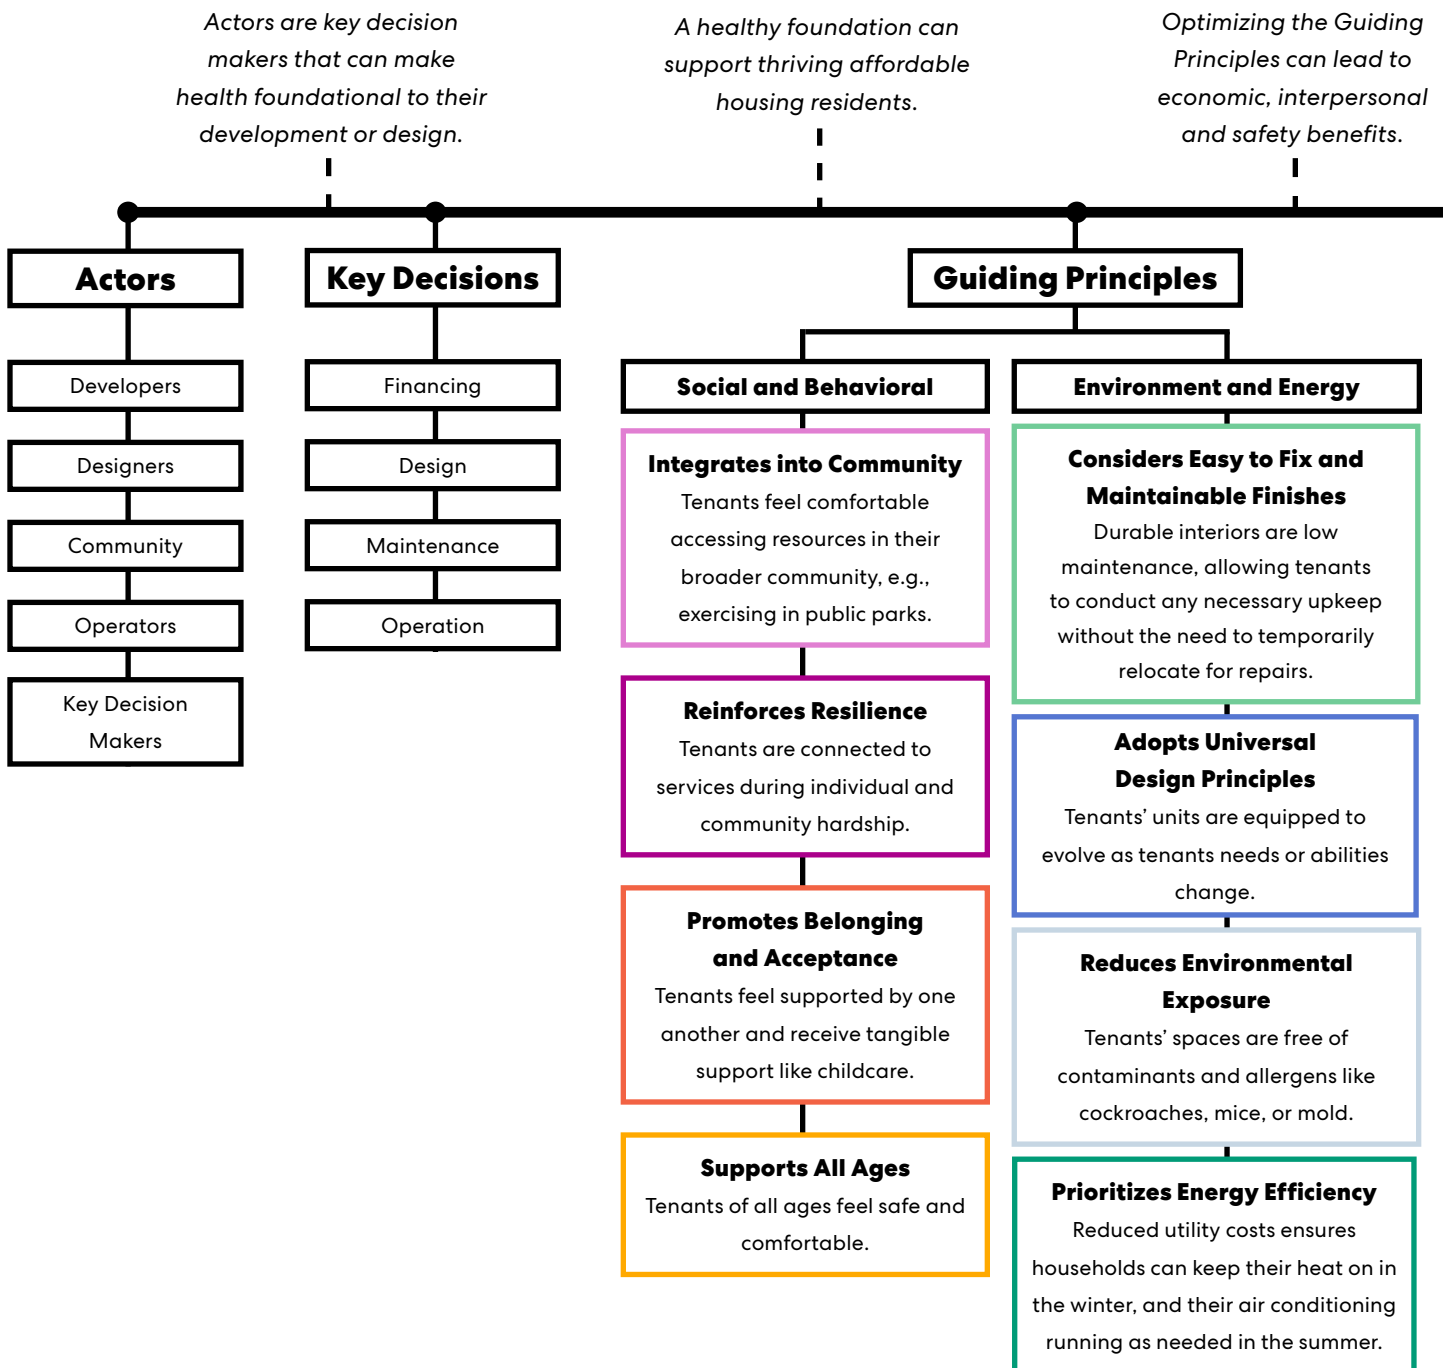 Actors are key decision
makers that can make
health foundational to their
development or design.
A healthy foundation can
support thriving affordable
housing residents.
Optimizing the Guiding
Principles can lead to
economic, interpersonal
and safety benefits.
Actors
Developers
Designers
Community
Operators
Key Decision
Makers
Key Decisions
Financing
Design
Maintenance
Operation
Guiding Principles
Social and Behavioral
Integrates into Community
Tenants feel comfortable
accessing resources in their
broader community, e.g.,
exercising in public parks.
Reinforces Resilience
Tenants are connected to
services during individual and
community hardship.
Promotes Belonging
and Acceptance
Tenants feel supported by one
another and receive tangible
support like childcare.
Supports All Ages
Tenants of all ages feel safe and
comfortable.
Environment and Energy
Considers Easy to Fix and
Maintainable Finishes
Durable interiors are low
maintenance, allowing tenants
to conduct any necessary upkeep
without the need to temporarily
relocate for repairs.
Adopts Universal
Design Principles
Tenants’ units are equipped to
evolve as tenants needs or abilities
change.
Reduces Environmental
Exposure
Tenants’ spaces are free of
contaminants and allergens like
cockroaches, mice, or mold.
Prioritizes Energy Efficiency
Reduced utility costs ensures
households can keep their heat on in
the winter, and their air conditioning
running as needed in the summer.